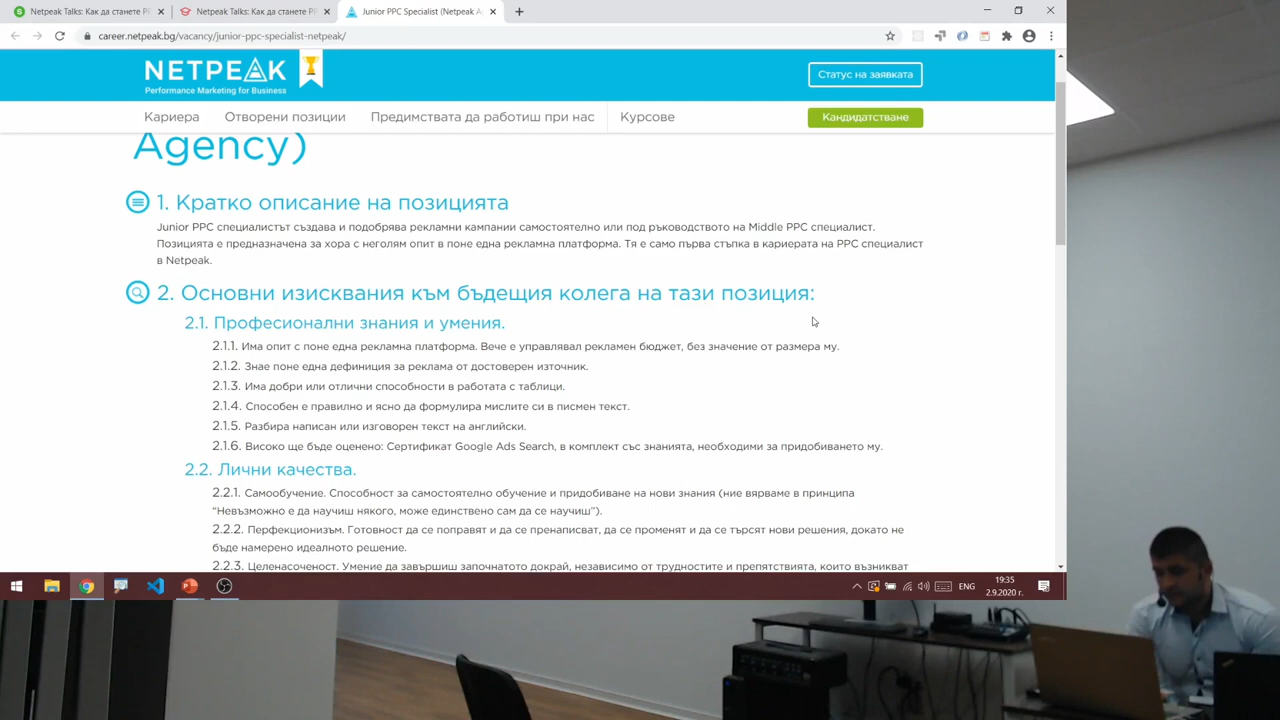 Netpeak Talks: Как да станете PP
Netpeak Talks: Как да станете PP
Junior PPC Specialist (Netpeak A
career.netpeak.bg/vacancy/junior-ppc-specialist-netpeak/
NETPEAK
Performance Marketing for Business
Статус на заявката
Кариера
Отворени позиции
Предимствата да работиш при нас
Курсове
Кандидатстване
Agency)
1. Кратко описание на позицията
Junior PPC специалистът създава и подобрява рекламни кампании самостоятелно или под ръководството на Middle PPC специалист.
Позицията е предназначена за хора с неголям опит в поне една рекламна платформа. Тя е само първа стъпка в кариерата на PPC специалист
в Netpeak.
2. Основни изисквания към бъдещия колега на тази позиция:
2.1. Професионални знания и умения.
2.1.1. Има опит с поне една рекламна платформа. Вече е управлявал рекламен бюджет, без значение от размера му.
2.1.2. Знае поне една дефиниция за реклама от достоверен източник.
2.1.3. Има добри или отлични способности в работата с таблици.
2.1.4. Способен е правилно и ясно да формулира мислите си в писмен текст.
2.1.5. Разбира написан или изговорен текст на английски.
2.1.6. Високо ще бъде оценено: Сертификат Google Ads Search, в комплект със знанията, необходими за придобиването му.
2.2. Лични качества.
2.2.1. Самообучение. Способност за самостоятелно обучение и придобиване на нови знания (ние вярваме в принципа
“Невъзможно е да научиш някого, може единствено сам да се научиш”).
2.2.2. Перфекционизъм. Готовност да се поправят и да се пренаписват, да се променят и да се търсят нови решения, докато не
бъде намерено идеалното решение.
2.2.3. Целенасоченост. Умение да завършиш започнатото докрай, независимо от трудностите и препятствията, които възникват
ЕНГ
19:35
2.9.2020 г.